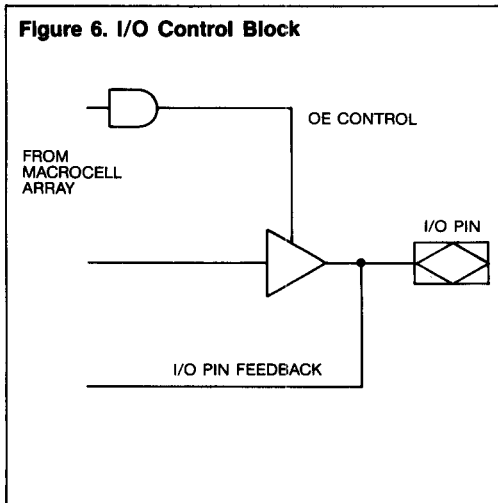 Figure 6. I/O Control Block
OE CONTROL
FROM
MACROCELL
ARRAY
I/O PIN
I/O PIN FEEDBACK